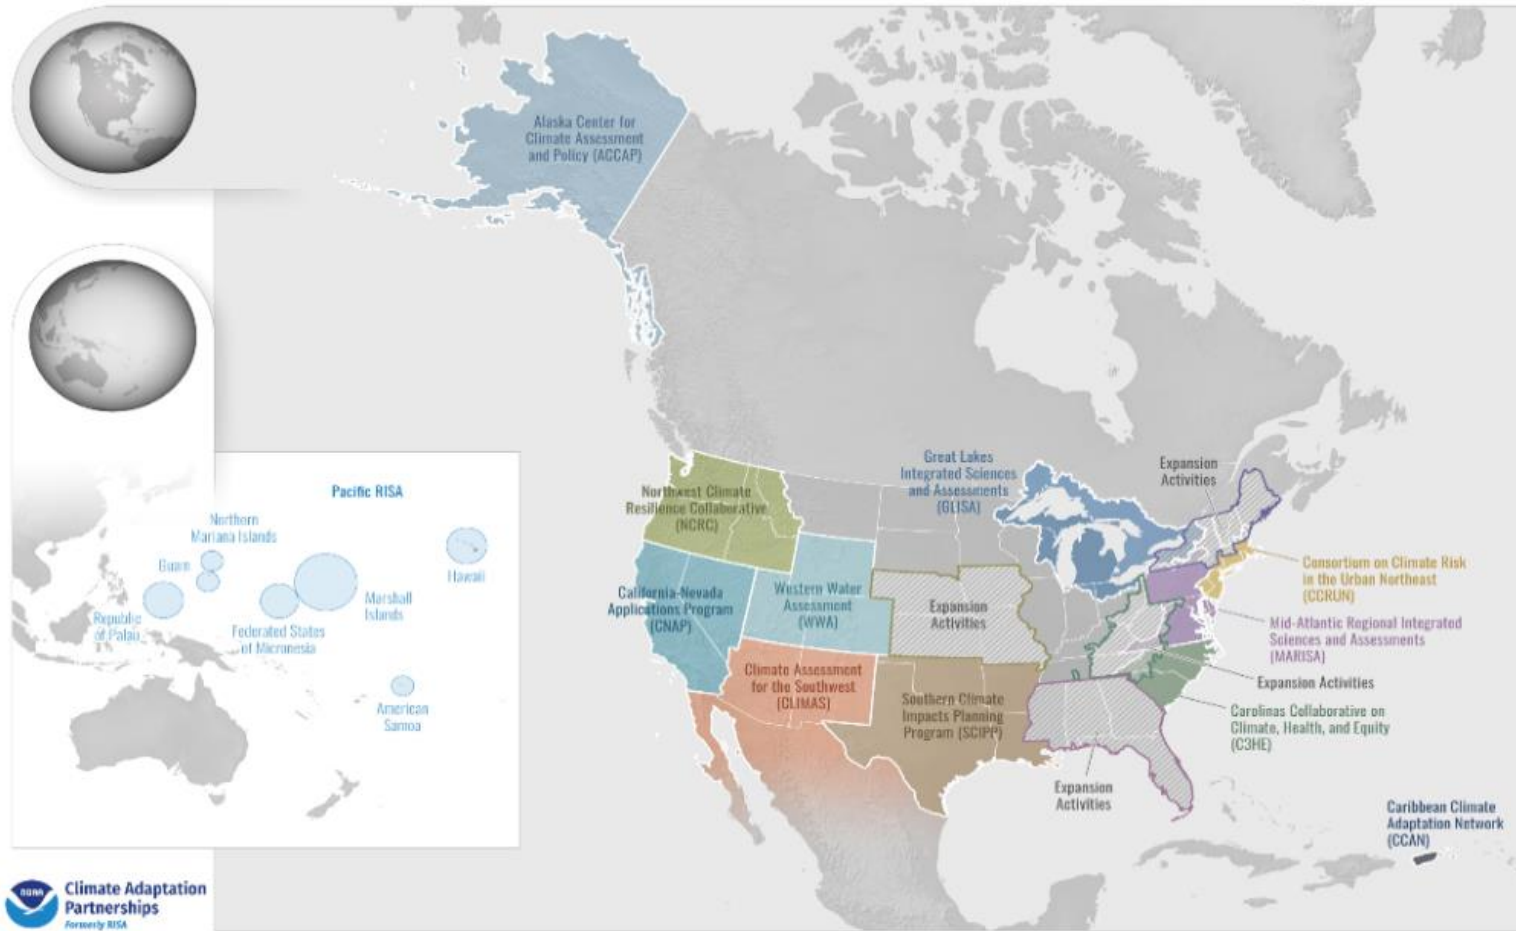 Alaska Center for
Climate Assessment
and Policy (ACCAP)
Pacific RISA
Northern
Mariana Islands
Guam
Republic
of Palau
Federated States
of Micronesia
Marshall
Islands
Hawaii
American
Samoa
Northwest Climate
Resilience Collaborative
(NCRC)
California-Nevada
Applications Program
(CNAP)
Western Water
Assessment
(WWA)
Climate Assessment
for the Southwest
(CLIMAS)
Southern Climate
Impacts Planning
Program (SCIPP)
Great Lakes
Integrated Sciences
and Assessments
(GLISA)
Expansion
Activities
Expansion
Activities
Consortium on Climate Risk
in the Urban Northeast
(CCRUN)
Mid-Atlantic Regional Integrated
Sciences and Assessments
(MARISA)
Expansion Activities
Carolinas Collaborative on
Climate, Health, and Equity
(C3HE)
Expansion
Activities
Caribbean Climate
Adaptation Network
(CCAN)
NOAA
Climate Adaptation
Partnerships
Formerly RISA